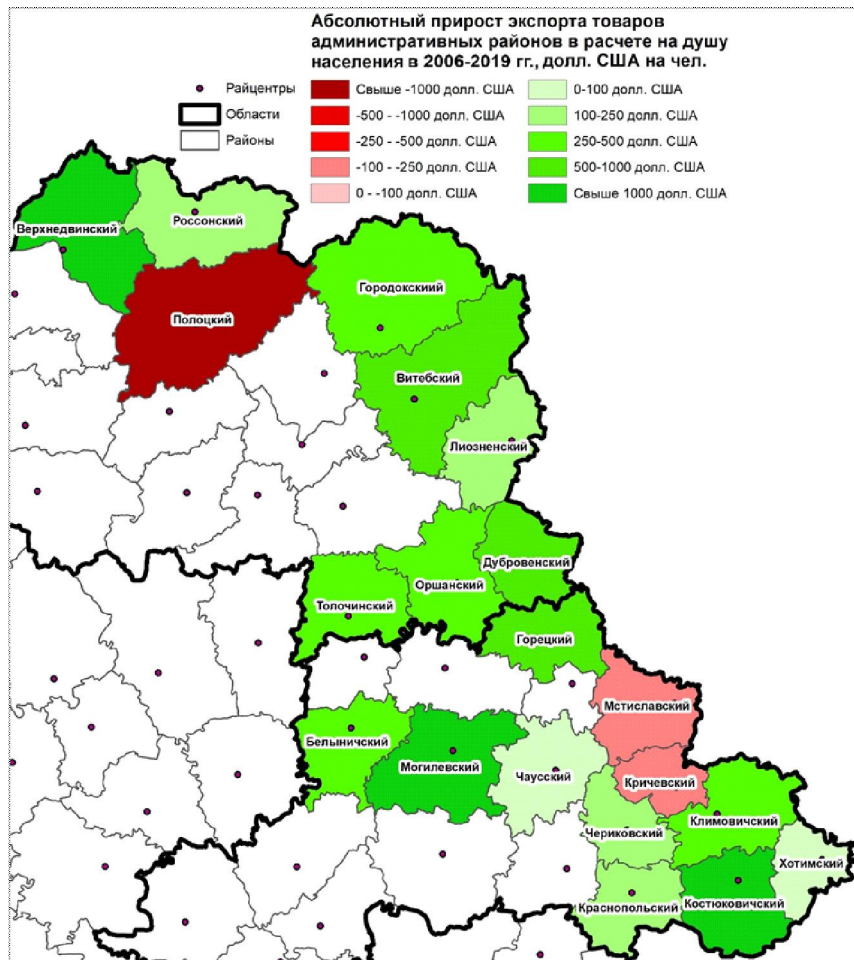 Абсолютный прирост экспорта товаров
административных районов в расчете на душу
населения в 2006-2019 гг., долл. США на чел.
Райцентры
Области
Районы
Свыше -1000 долл. США
-500 - -1000 долл. США
-250 - -500 долл. США
-100 - -250 долл. США
0 - -100 долл. США
0-100 долл. США
100-250 долл. США
250-500 долл. США
500-1000 долл. США
Свыше 1000 долл. США
Россонский
Верхнедвинский
Городокскиий
Полоцкий
Витебский
Лиозненский
Дубровенский
Оршанский
Толочинский
Горецкий
Мстиславский
Белыничский
Могилевский
Чаусский
Кричевский
Климовичский
Чериковский
Хотимский
Костюковичский
Краснопольский